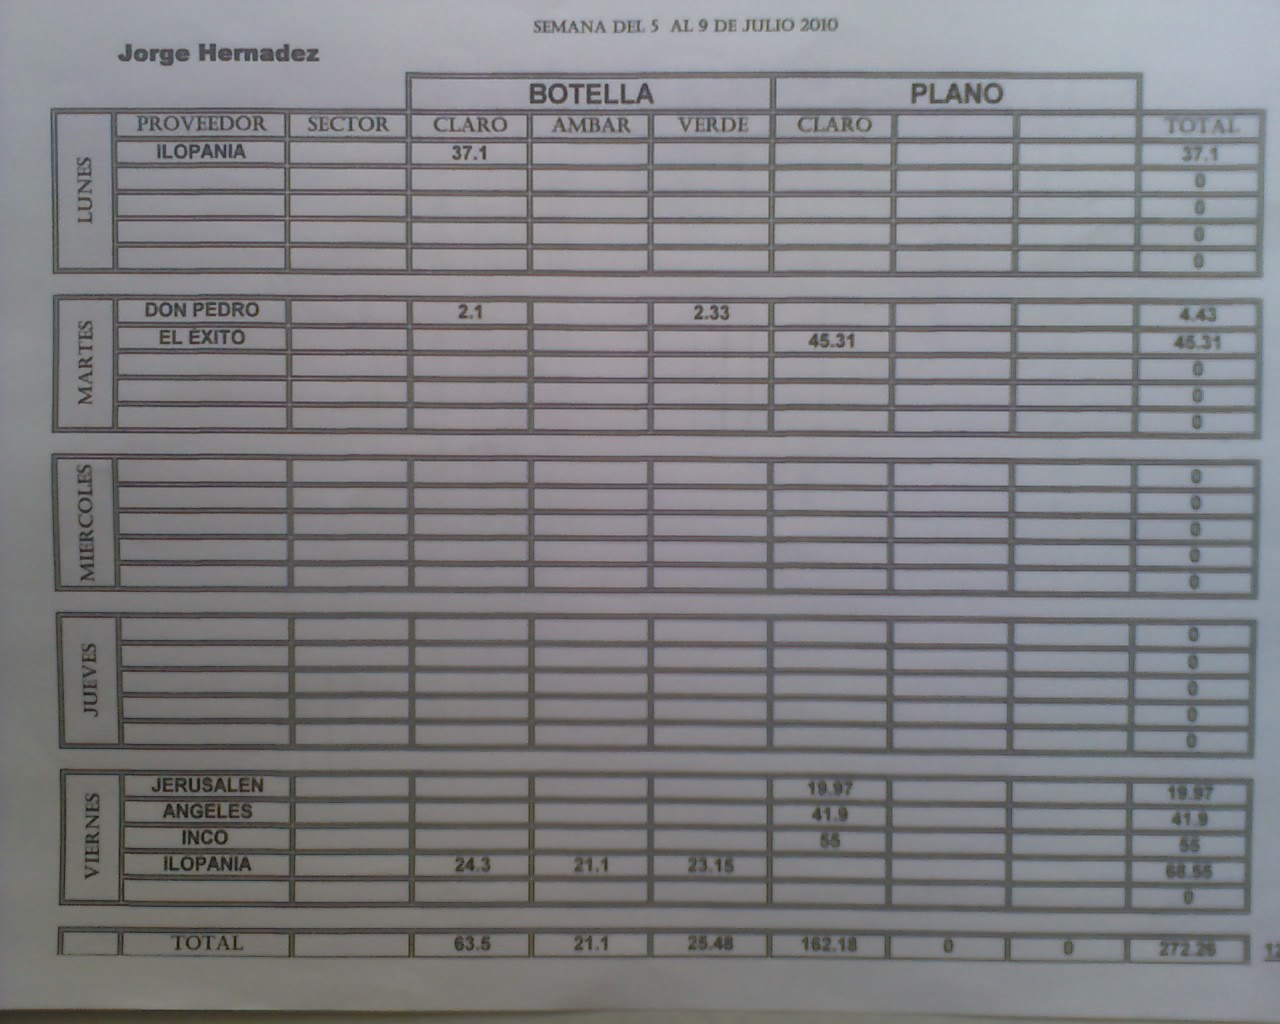 SEMANA DEL 5 AL 9 DE JULIO 2010
Jorge Hernadez
BOTELLA PLANO
PROVEEDOR SECTOR CLARO AMBAR VERDE CLARO TOTAL
LUNES
ILOPANIA 37.1 37.1
0
0
0
0
MARTES
DON PEDRO 2.1 2.33 4.43
EL ÉXITO 45.31 45.31
0
0
0
MIERCOLES
0
0
0
0
0
JUEVES
0
0
0
0
0
VIERNES
JERUSALEN 19.97 19.97
ANGELES 41.9 41.9
INCO 55 55
ILOPANIA 24.3 21.1 23.15 68.55
0
TOTAL 63.5 21.1 25.48 162.18 0 0 272.26